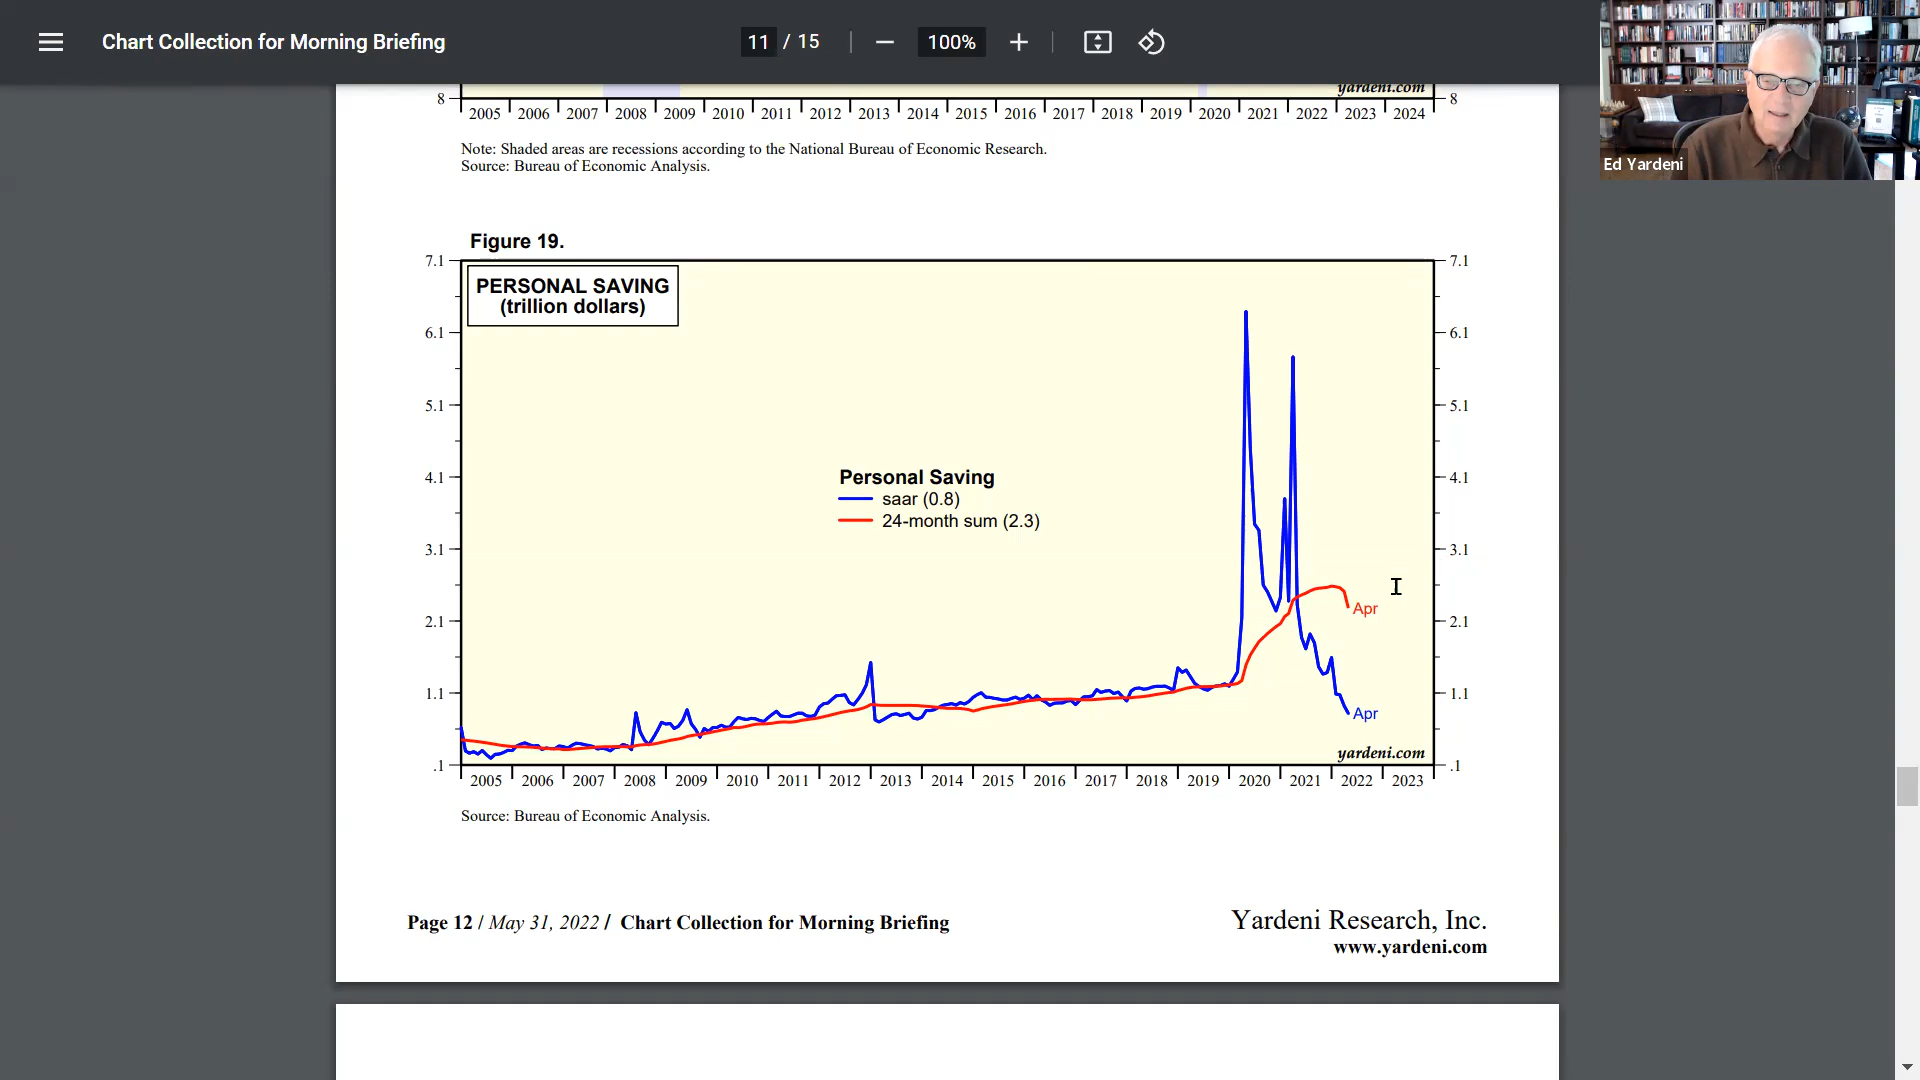 Chart Collection for Morning Briefing
11 / 15
100%
Ed Yardeni
yardeni.com
8
8
2005 2006 2007 2008 2009 2010 2011 2012 2013 2014 2015 2016 2017 2018 2019 2020 2021 2022 2023 2024
Note: Shaded areas are recessions according to the National Bureau of Economic Research.
Source: Bureau of Economic Analysis.
Figure 19.
PERSONAL SAVING
(trillion dollars)
7.1
6.1
5.1
4.1
3.1
2.1
1.1
.1
7.1
6.1
5.1
4.1
3.1
2.1
1.1
.1
Personal Saving
saar (0.8)
24-month sum (2.3)
Apr
Apr
yardeni.com
2005 2006 2007 2008 2009 2010 2011 2012 2013 2014 2015 2016 2017 2018 2019 2020 2021 2022 2023
Source: Bureau of Economic Analysis.
Page 12 / May 31, 2022 / Chart Collection for Morning Briefing
Yardeni Research, Inc.
www.yardeni.com